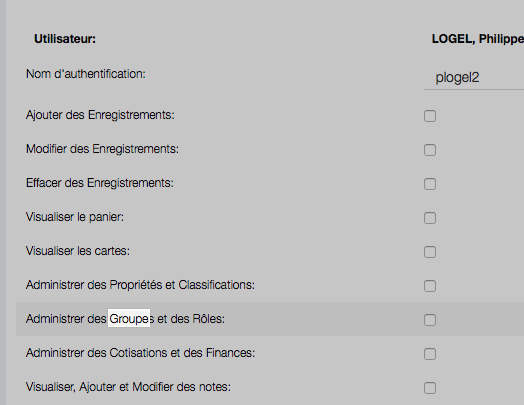 Utilisateur: LOGEL, Philippe
Nom d'authentification: plogel2
Ajouter des Enregistrements:
Modifier des Enregistrements:
Effacer des Enregistrements:
Visualiser le panier:
Visualiser les cartes:
Administrer des Propriétés et Classifications:
Administrer des Groupes et des Rôles:
Administrer des Cotisations et des Finances:
Visualiser, Ajouter et Modifier des notes: